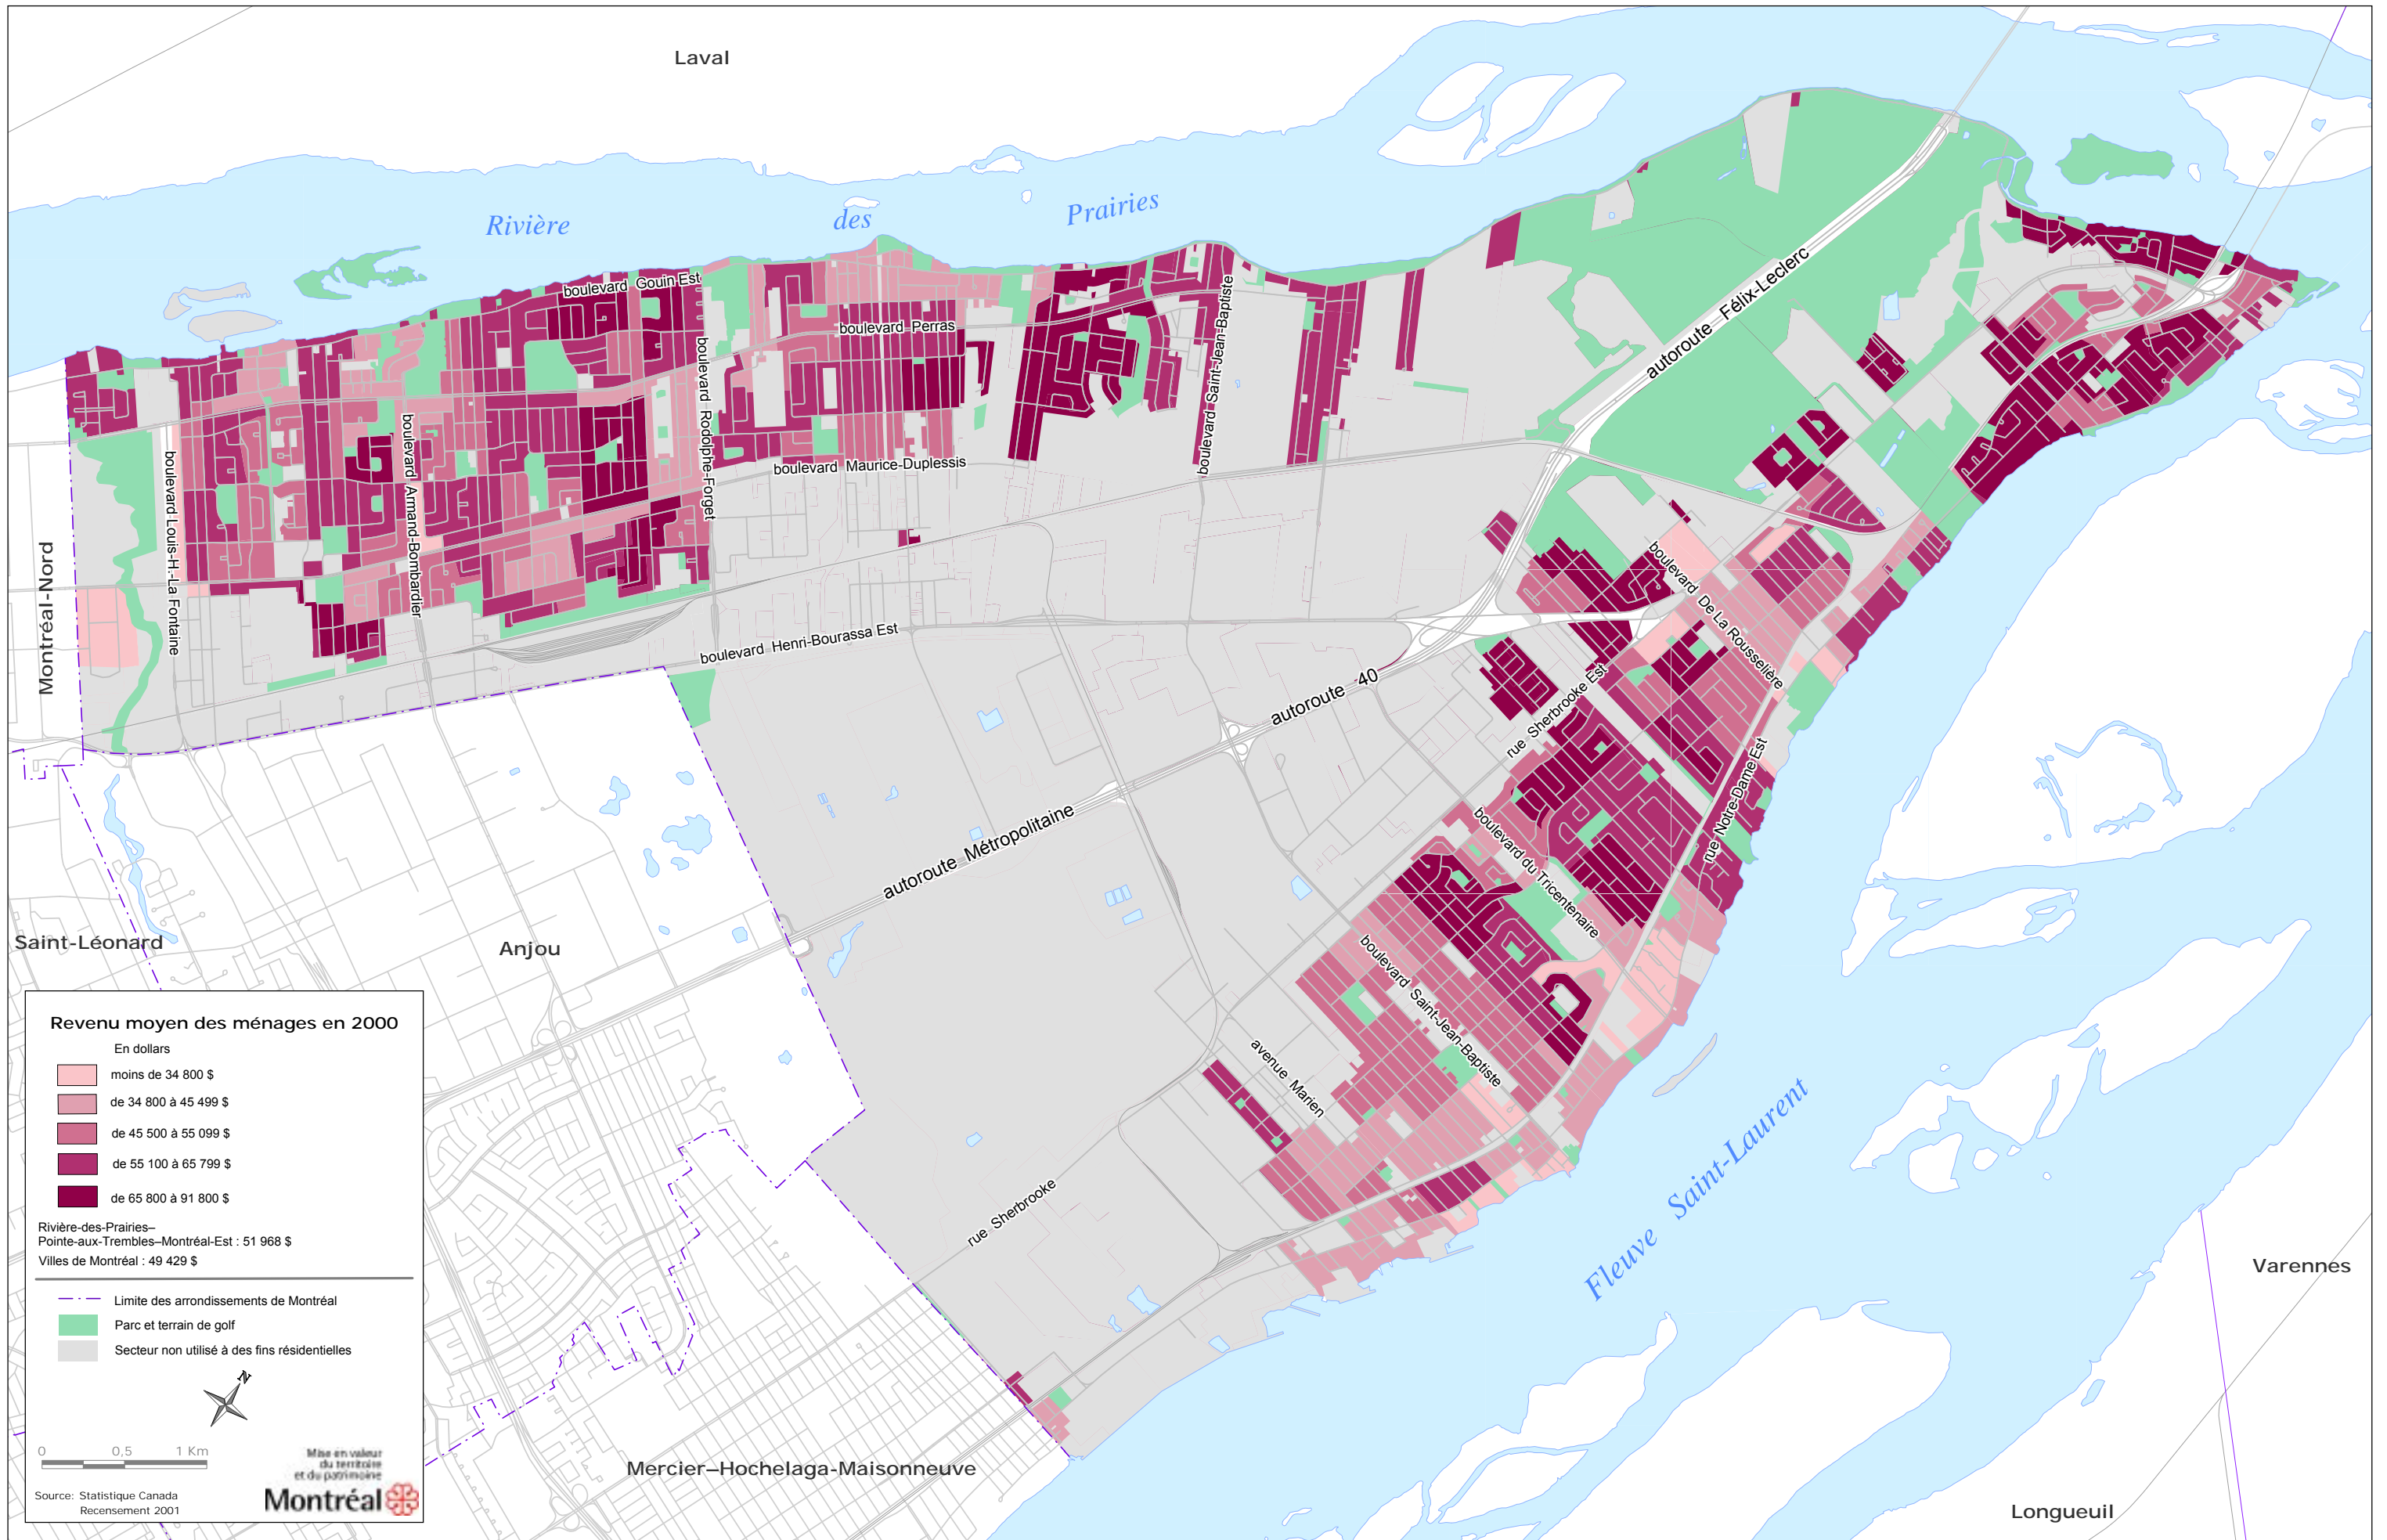 Laval
Rivière des Prairies
boulevard Gouin Est
boulevard Perras
boulevard Saint-Jean-Baptiste
autoroute Félix-Leclerc
boulevard Rodolphe-Forget
boulevard Maurice-Duplessis
boulevard Armand-Bombardier
boulevard Louis-H.-La Fontaine
Montréal-Nord
boulevard Henri-Bourassa Est
boulevard De La Rousselière
autoroute 40
rue Sherbrooke Est
rue Notre-Dame Est
autoroute Métropolitaine
boulevard du Tricentenaire
boulevard Saint-Jean-Baptiste
Saint-Léonard
Anjou
avenue Marien
rue Sherbrooke
Fleuve Saint-Laurent
Varennes
Mercier–Hochelaga-Maisonneuve
Longueuil
Revenu moyen des ménages en 2000
En dollars
moins de 34 800 $
de 34 800 à 45 499 $
de 45 500 à 55 099 $
de 55 100 à 65 799 $
de 65 800 à 91 800 $
Rivière-des-Prairies–
Pointe-aux-Trembles–Montréal-Est : 51 968 $
Villes de Montréal : 49 429 $
Limite des arrondissements de Montréal
Parc et terrain de golf
Secteur non utilisé à des fins résidentielles
N
0 0,5 1 Km
Mise en valeur
du territoire
et du patrimoine
Montréal
Source: Statistique Canada
Recensement 2001